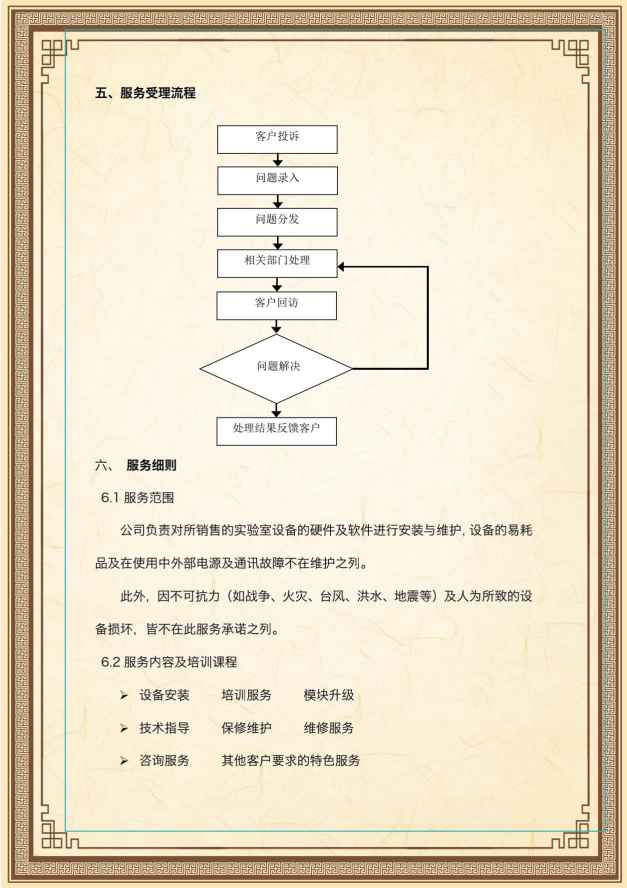 五、服务受理流程
客户投诉
问题录入
问题分发
相关部门处理
客户回访
问题解决
处理结果反馈客户
六、 服务细则
6.1 服务范围
公司负责对所销售的实验室设备的硬件及软件进行安装与维护, 设备的易耗
品及在使用中外部电源及通讯故障不在维护之列。
此外, 因不可抗力（如战争、火灾、台风、洪水、地震等）及人为所致的设
备损坏, 皆不在此服务承诺之列。
6.2 服务内容及培训课程
➢ 设备安装 培训服务 模块升级
➢ 技术指导 保修维护 维修服务
➢ 咨询服务 其他客户要求的特色服务